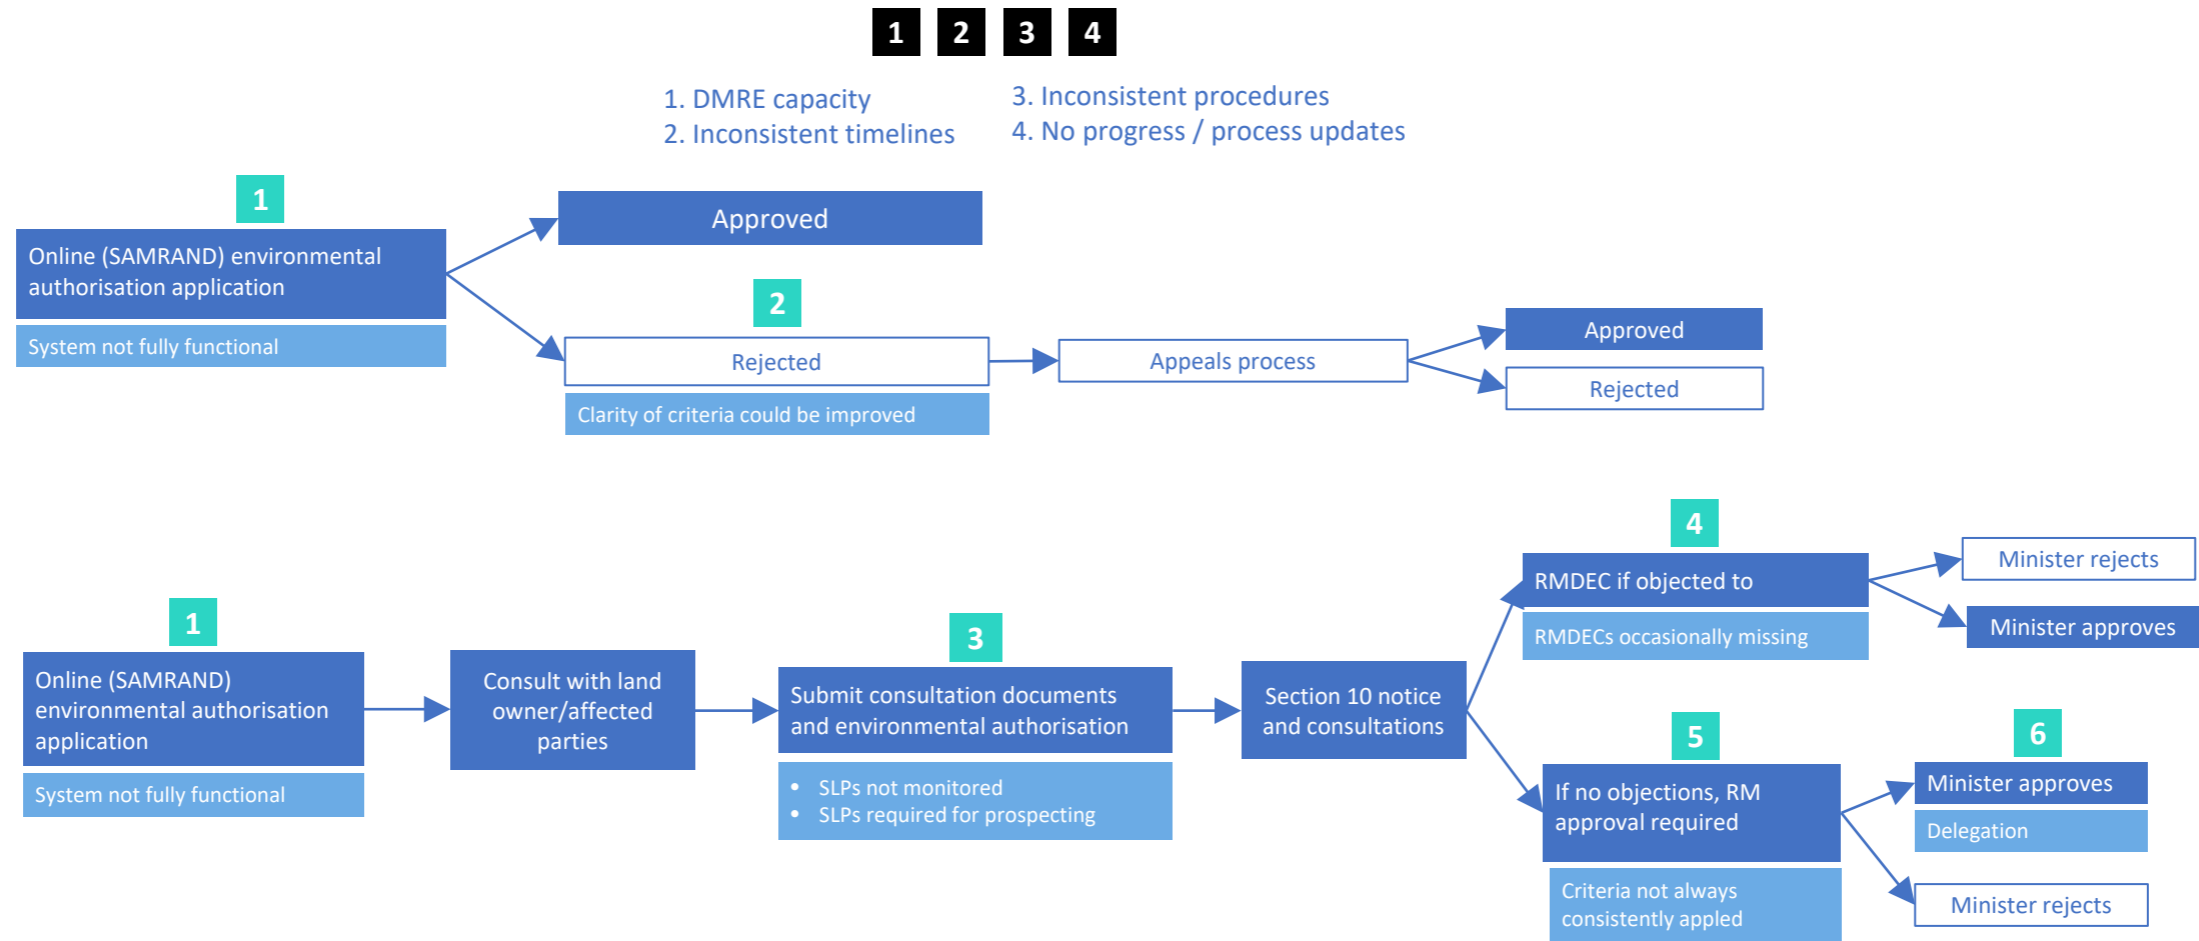 1 2 3 4
1. DMRE capacity
2. Inconsistent timelines
3. Inconsistent procedures
4. No progress / process updates
1
Online (SAMRAND) environmental
authorisation application
System not fully functional
Approved
2
Rejected
Clarity of criteria could be improved
Appeals process
Approved
Rejected
1
Online (SAMRAND)
environmental authorisation
application
System not fully functional
Consult with land
owner/affected
parties
3
Submit consultation documents
and environmental authorisation
• SLPs not monitored
• SLPs required for prospecting
Section 10 notice
and consultations
4
RMDEC if objected to
RMDECs occasionally missing
Minister rejects
Minister approves
5
If no objections, RM
approval required
Criteria not always
consistently appled
6
Minister approves
Delegation
Minister rejects